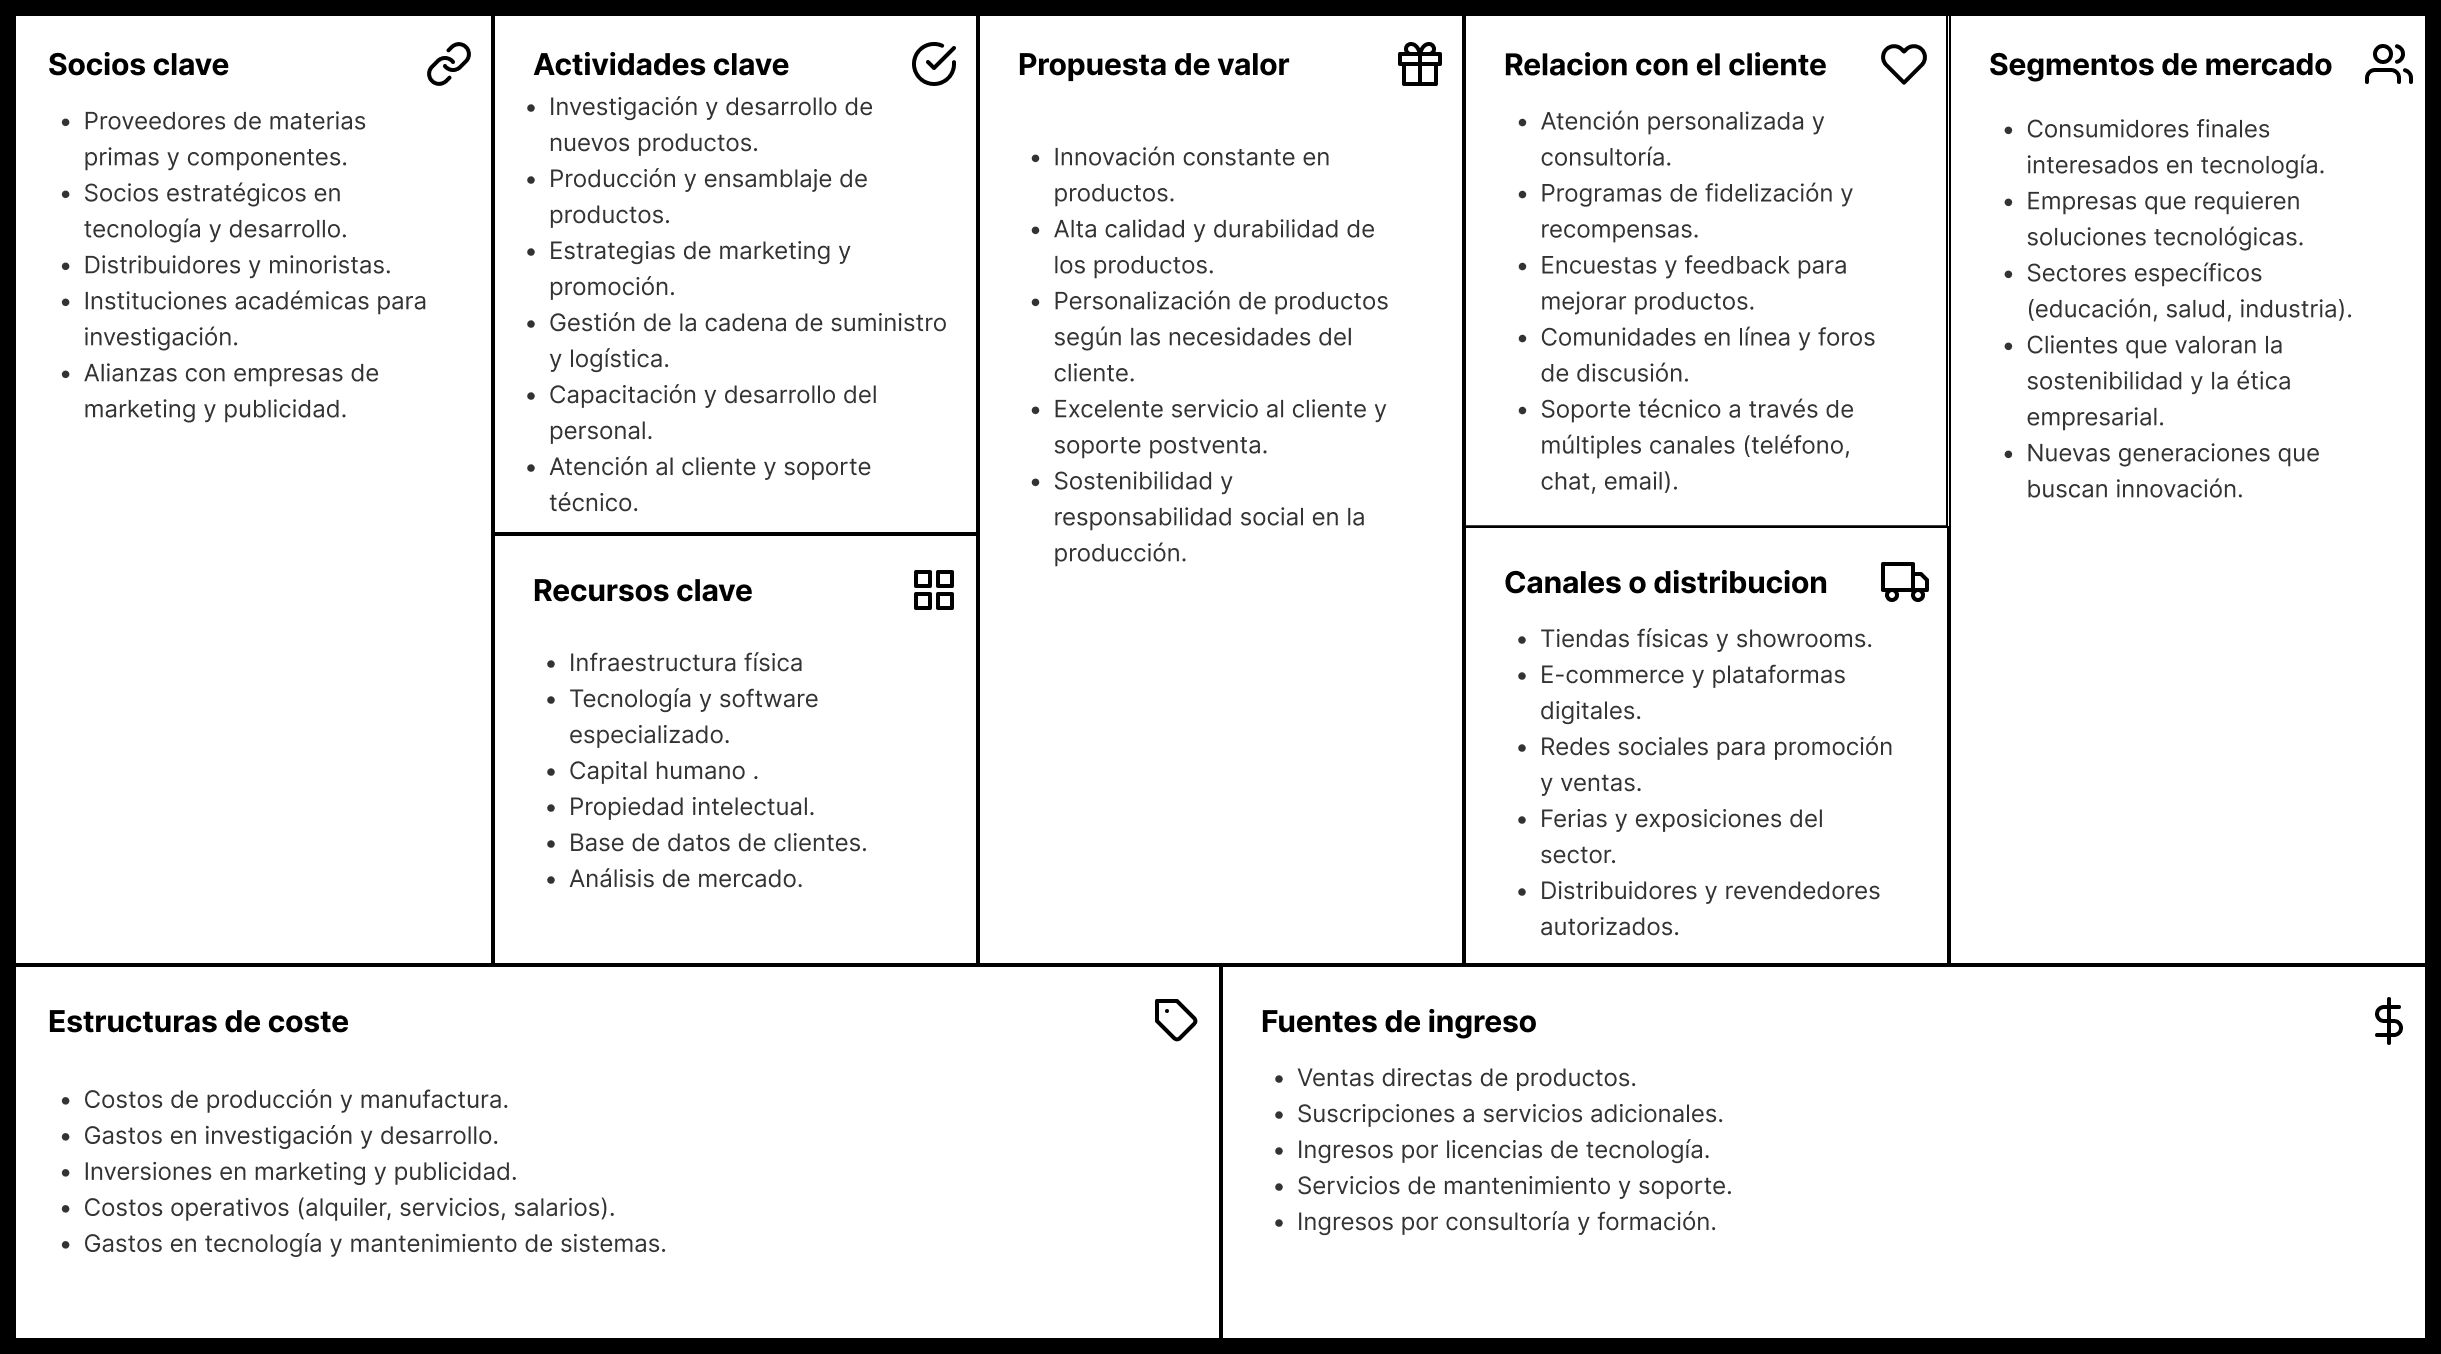 Socios clave
Proveedores de materias
primas y componentes.
Socios estratégicos en
tecnología y desarrollo.
Distribuidores y minoristas.
Instituciones académicas para
investigación.
Alianzas con empresas de
marketing y publicidad.
Actividades clave
Investigación y desarrollo de
nuevos productos.
Producción y ensamblaje de
productos.
Estrategias de marketing y
promoción.
Gestión de la cadena de suministro
y logística.
Capacitación y desarrollo del
personal.
Atención al cliente y soporte
técnico.
Recursos clave
Infraestructura física
Tecnología y software
especializado.
Capital humano .
Propiedad intelectual.
Base de datos de clientes.
Análisis de mercado.
Propuesta de valor
Innovación constante en
productos.
Alta calidad y durabilidad de
los productos.
Personalización de productos
según las necesidades del
cliente.
Excelente servicio al cliente y
soporte postventa.
Sostenibilidad y
responsabilidad social en la
producción.
Relacion con el cliente
Atención personalizada y
consultoría.
Programas de fidelización y
recompensas.
Encuestas y feedback para
mejorar productos.
Comunidades en línea y foros
de discusión.
Soporte técnico a través de
múltiples canales (teléfono,
chat, email).
Canales o distribucion
Tiendas físicas y showrooms.
E-commerce y plataformas
digitales.
Redes sociales para promoción
y ventas.
Ferias y exposiciones del
sector.
Distribuidores y revendedores
autorizados.
Segmentos de mercado
Consumidores finales
interesados en tecnología.
Empresas que requieren
soluciones tecnológicas.
Sectores específicos
(educación, salud, industria).
Clientes que valoran la
sostenibilidad y la ética
empresarial.
Nuevas generaciones que
buscan innovación.
Estructuras de coste
Costos de producción y manufactura.
Gastos en investigación y desarrollo.
Inversiones en marketing y publicidad.
Costos operativos (alquiler, servicios, salarios).
Gastos en tecnología y mantenimiento de sistemas.
Fuentes de ingreso
Ventas directas de productos.
Suscripciones a servicios adicionales.
Ingresos por licencias de tecnología.
Servicios de mantenimiento y soporte.
Ingresos por consultoría y formación.